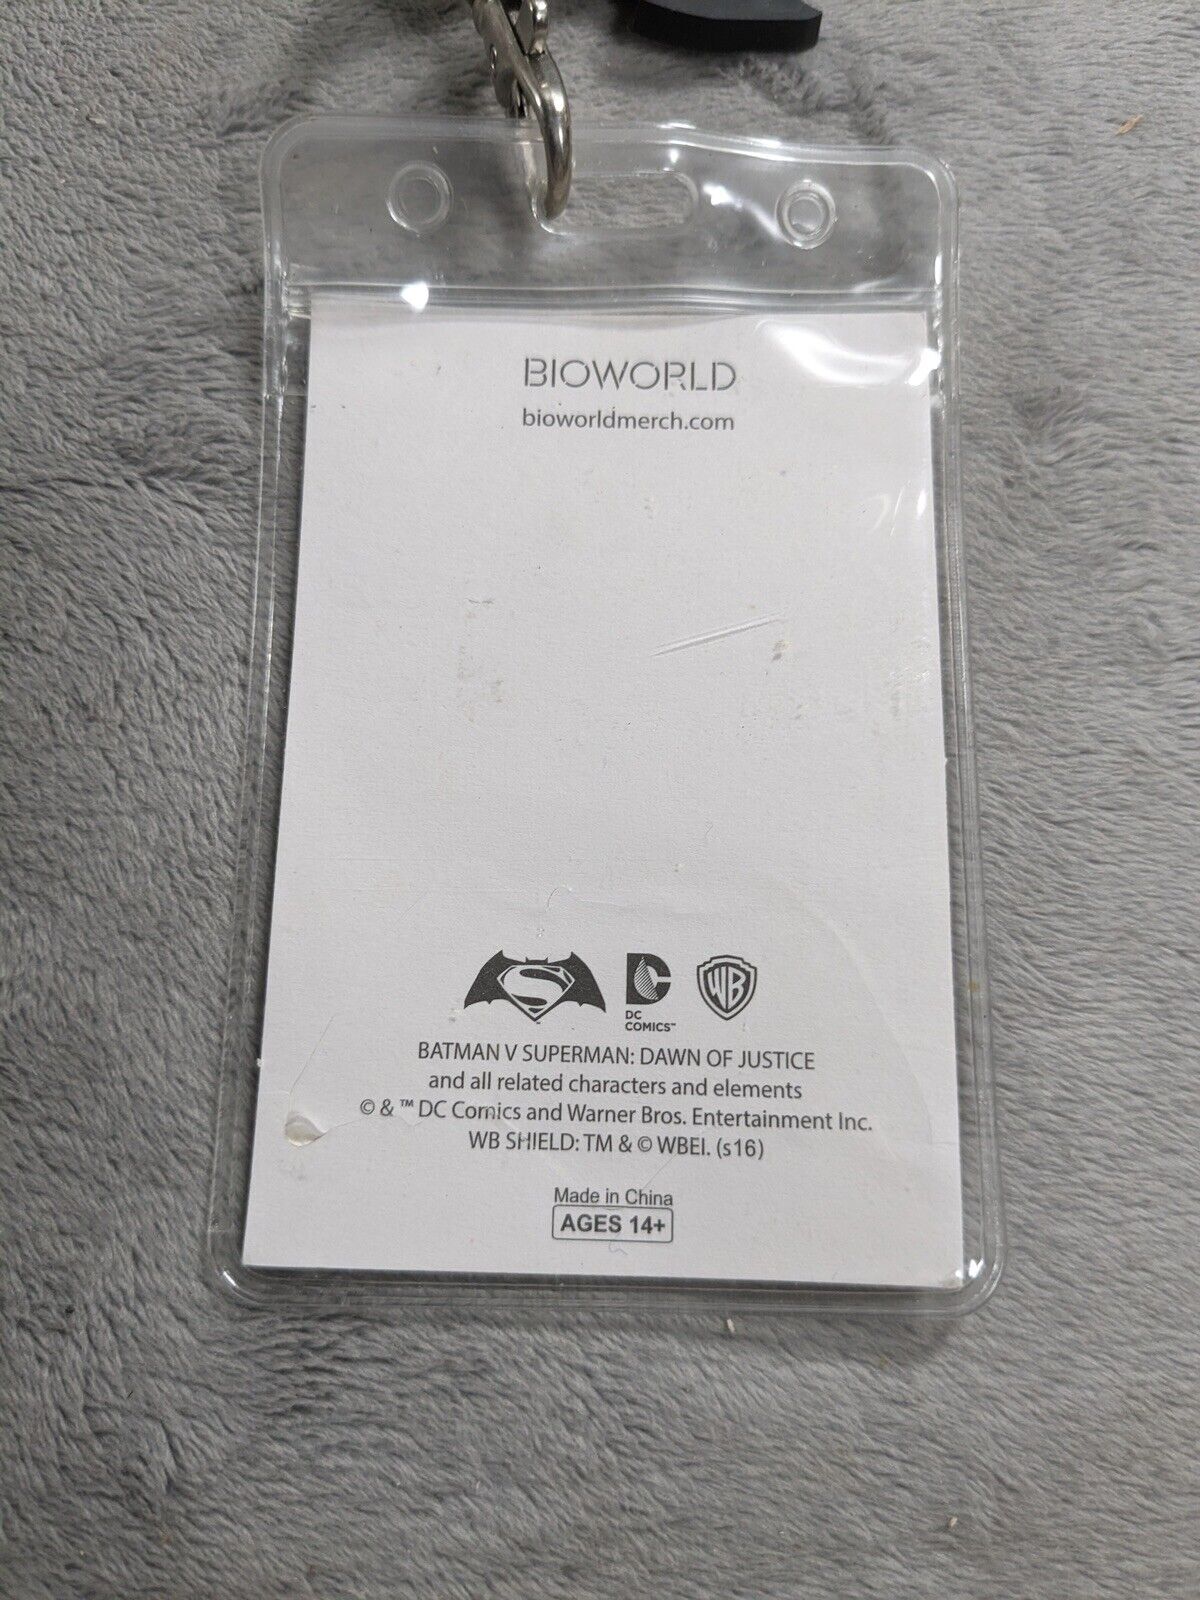 BIOWORLD
bioworldmerch.com
S
DC
COMICS™
WB
BATMAN V SUPERMAN: DAWN OF JUSTICE
and all related characters and elements
© & ™ DC Comics and Warner Bros. Entertainment Inc.
WB SHIELD: TM & © WBEI. (s16)
Made in China
AGES 14+